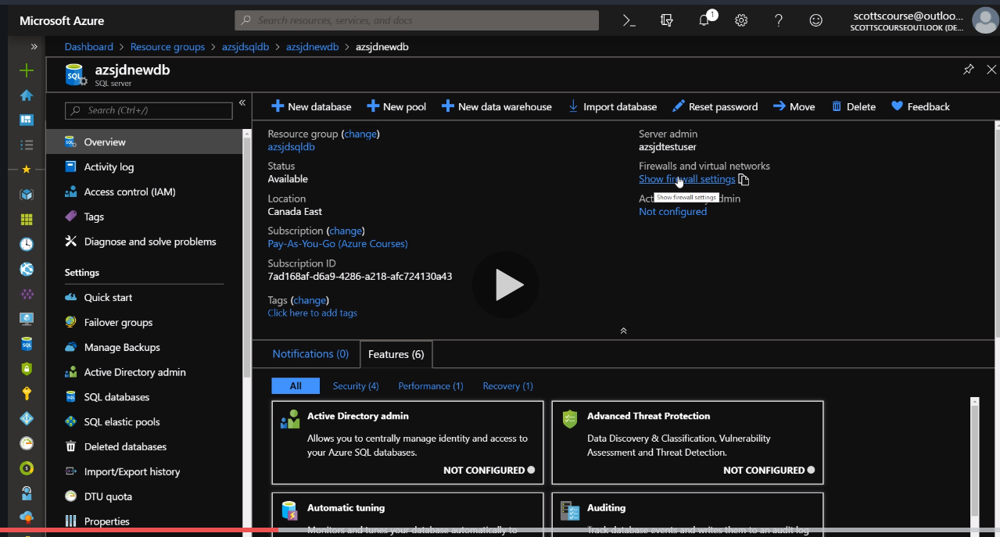 Microsoft Azure
Search resources, services, and docs
1
scottscourse@outloo...
SCOTTSCOURSEOUTLOOK (DE...
Dashboard > Resource groups > azsjdsqldb > azsjdnewdb > azsjdnewdb
SQL
azsjdnewdb
SQL server
Search (Ctrl+/)
New database
New pool
New data warehouse
Import database
Reset password
Move
Delete
Feedback
Overview
Activity log
Access control (IAM)
Tags
Diagnose and solve problems
Settings
Quick start
Failover groups
Manage Backups
Active Directory admin
SQL databases
SQL elastic pools
Deleted databases
Import/Export history
DTU quota
Properties
Resource group (change)
azsjdsqldb
Status
Available
Location
Canada East
Subscription (change)
Pay-As-You-Go (Azure Courses)
Subscription ID
7ad168af-d6a9-4286-a218-afc724130a43
Tags (change)
Click here to add tags
Server admin
azsjdtestuser
Firewalls and virtual networks
Show firewall settings
Show firewall settings
Not configured
Notifications (0)
Features (6)
All
Security (4)
Performance (1)
Recovery (1)
Active Directory admin
Allows you to centrally manage identity and access to
your Azure SQL databases.
NOT CONFIGURED
Advanced Threat Protection
Data Discovery & Classification, Vulnerability
Assessment and Threat Detection.
NOT CONFIGURED
Automatic tuning
Monitors and tunes your database automatically to
Auditing
Track database events and writes them to an audit log